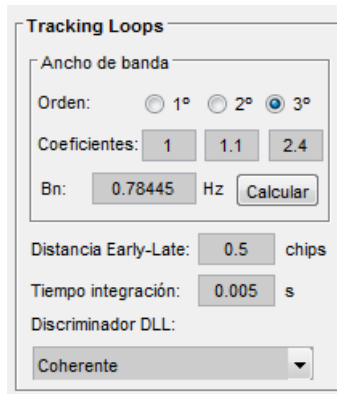 Tracking Loops
Ancho de banda
Orden: 1º 2º 3º
Coeficientes: 1 1.1 2.4
Bn: 0.78445 Hz Calcular
Distancia Early-Late: 0.5 chips
Tiempo integración: 0.005 s
Discriminador DLL:
Coherente